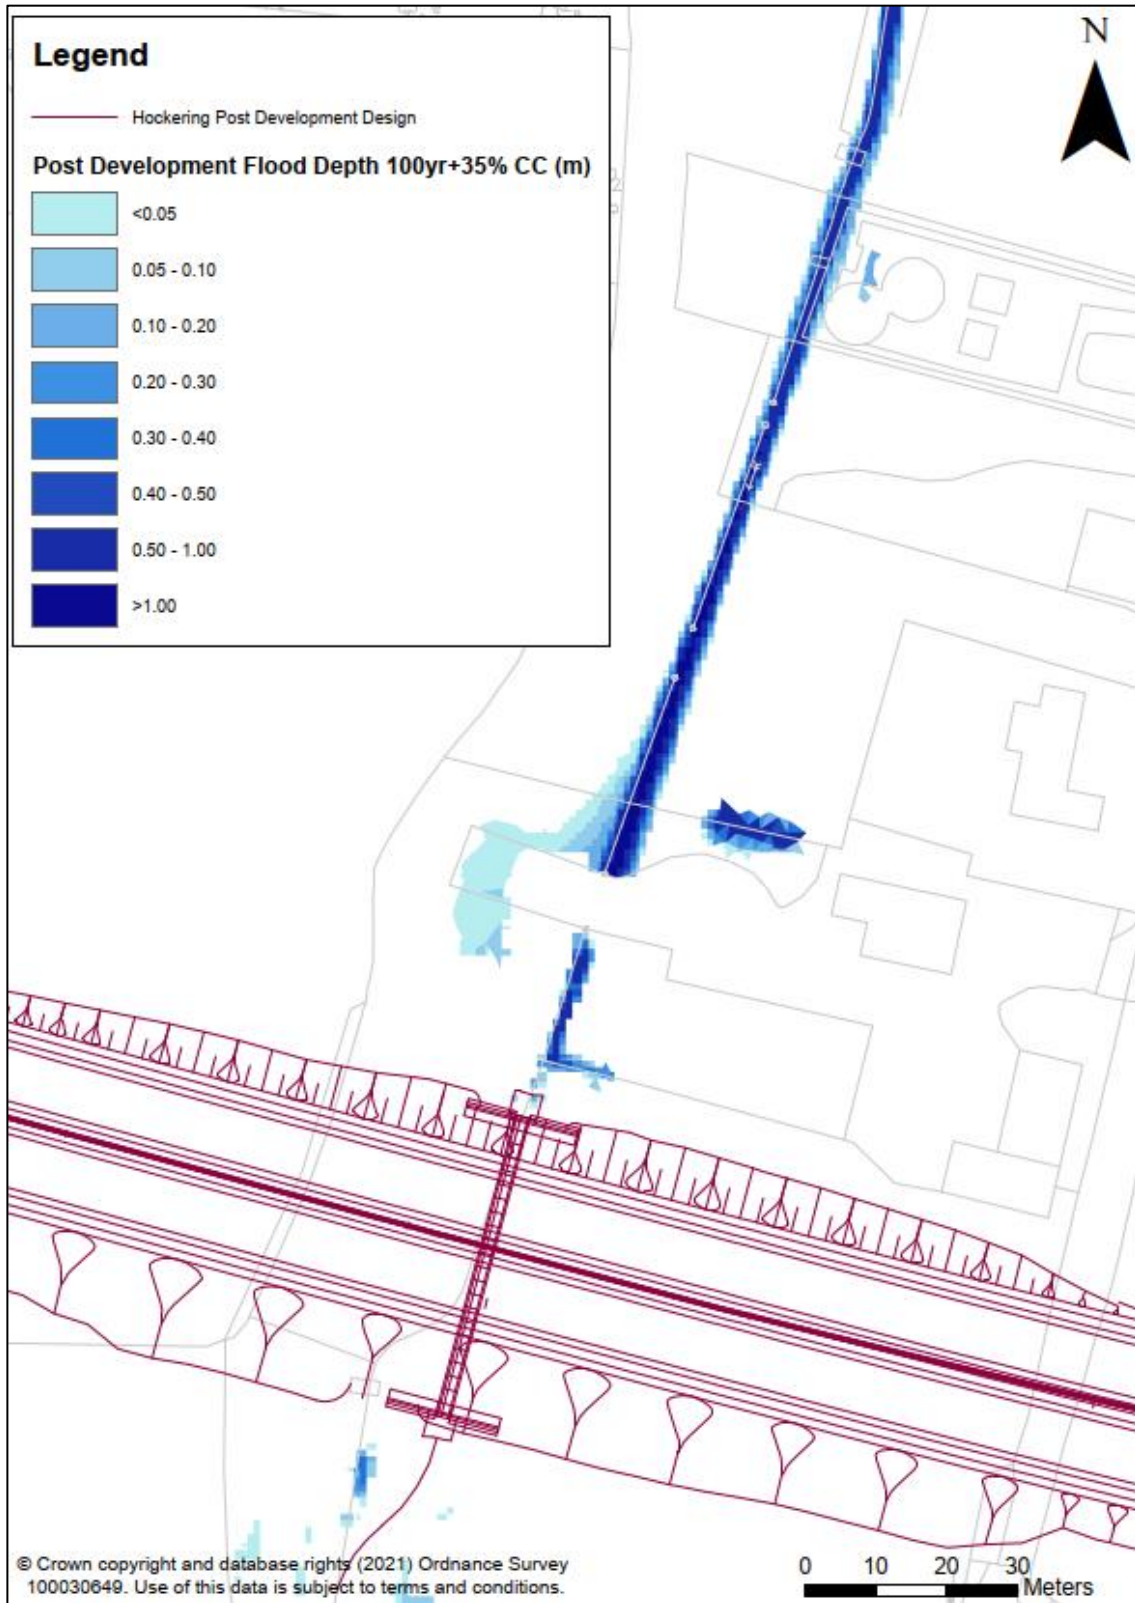 Legend
N
Hockering Post Development Design
Post Development Flood Depth 100yr+35% CC (m)
<0.05
0.05 - 0.10
0.10 - 0.20
0.20 - 0.30
0.30 - 0.40
0.40 - 0.50
0.50 - 1.00
>1.00
© Crown copyright and database rights (2021) Ordnance Survey
100030649. Use of this data is subject to terms and conditions.
0 10 20 30
Meters